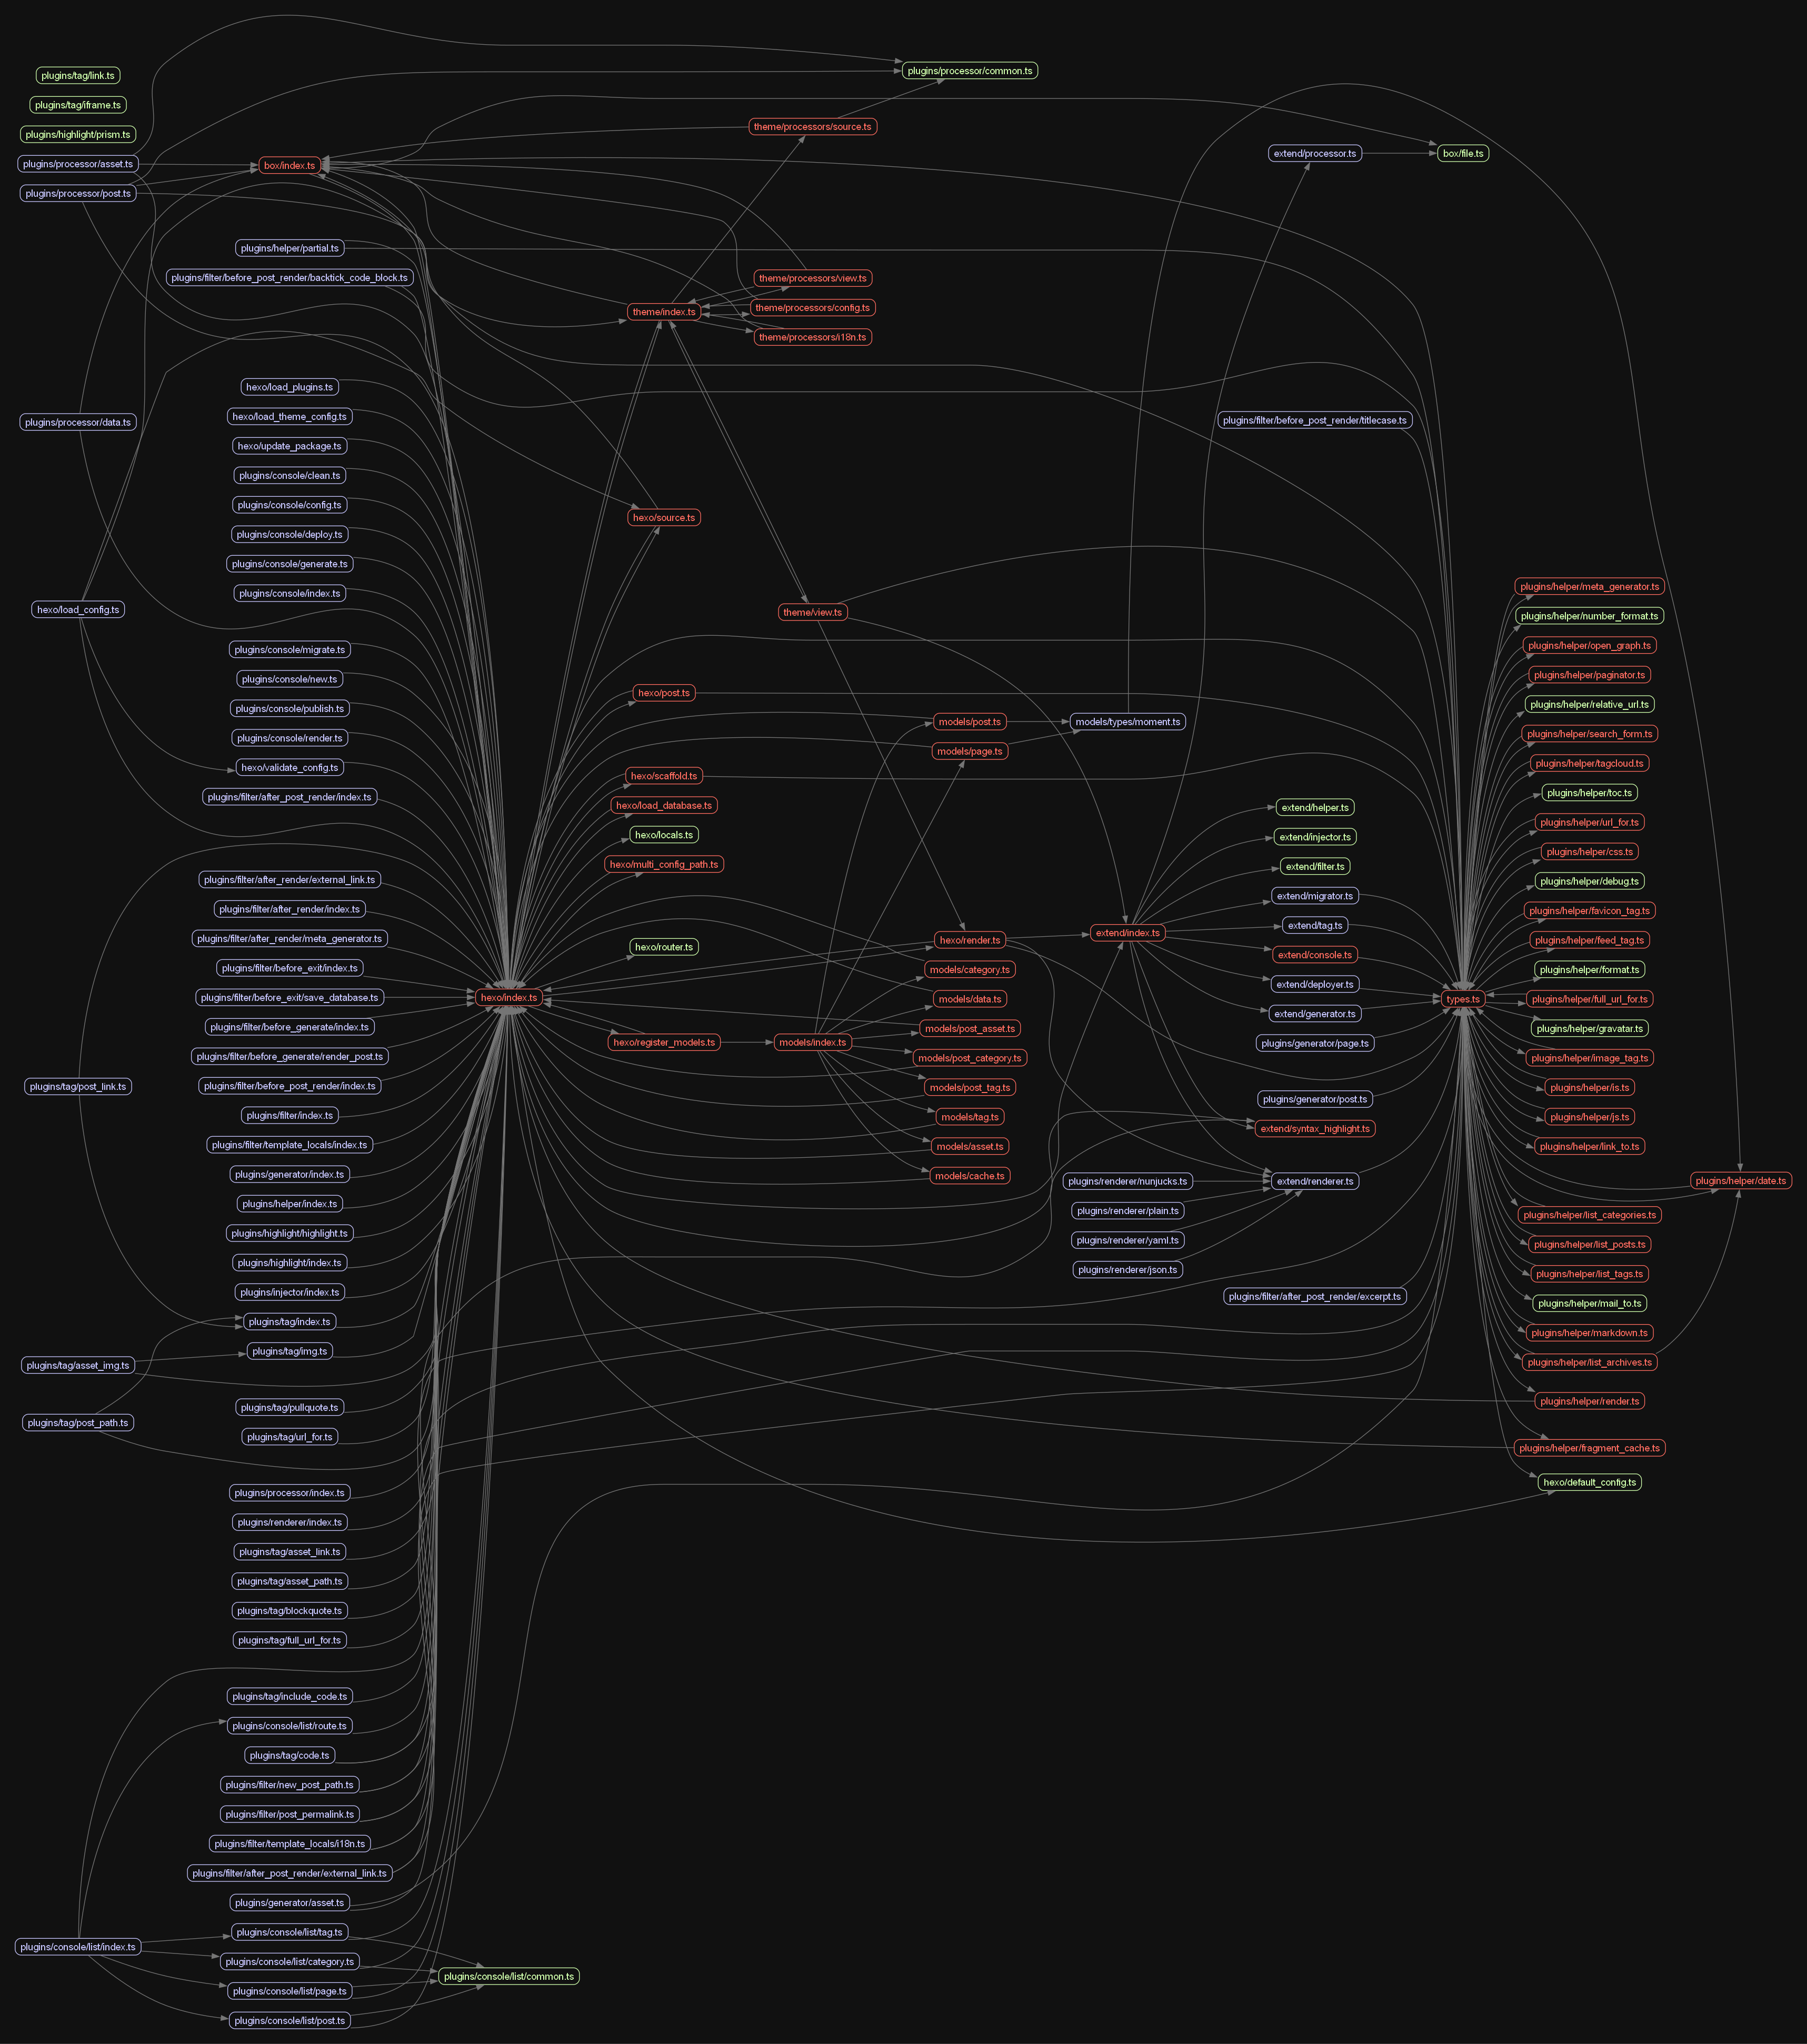 plugins/tag/link.ts
plugins/tag/iframe.ts
plugins/highlight/prism.ts
plugins/processor/asset.ts
plugins/processor/post.ts
plugins/processor/data.ts
hexo/load_config.ts
plugins/tag/post_link.ts
plugins/tag/asset_img.ts
plugins/tag/post_path.ts
plugins/console/list/index.ts
box/index.ts
plugins/helper/partial.ts
plugins/filter/before_post_render/backtick_code_block.ts
hexo/load_plugins.ts
hexo/load_theme_config.ts
hexo/update_package.ts
plugins/console/clean.ts
plugins/console/config.ts
plugins/console/deploy.ts
plugins/console/generate.ts
plugins/console/index.ts
plugins/console/migrate.ts
plugins/console/new.ts
plugins/console/publish.ts
plugins/console/render.ts
hexo/validate_config.ts
plugins/filter/after_post_render/index.ts
plugins/filter/after_render/external_link.ts
plugins/filter/after_render/index.ts
plugins/filter/after_render/meta_generator.ts
plugins/filter/before_exit/index.ts
plugins/filter/before_exit/save_database.ts
plugins/filter/before_generate/index.ts
plugins/filter/before_generate/render_post.ts
plugins/filter/before_post_render/index.ts
plugins/filter/index.ts
plugins/filter/template_locals/index.ts
plugins/generator/index.ts
plugins/helper/index.ts
plugins/highlight/highlight.ts
plugins/highlight/index.ts
plugins/injector/index.ts
plugins/tag/index.ts
plugins/tag/img.ts
plugins/tag/pullquote.ts
plugins/tag/url_for.ts
plugins/processor/index.ts
plugins/renderer/index.ts
plugins/tag/asset_link.ts
plugins/tag/asset_path.ts
plugins/tag/blockquote.ts
plugins/tag/full_url_for.ts
plugins/tag/include_code.ts
plugins/console/list/route.ts
plugins/tag/code.ts
plugins/filter/new_post_path.ts
plugins/filter/post_permalink.ts
plugins/filter/template_locals/i18n.ts
plugins/filter/after_post_render/external_link.ts
plugins/generator/asset.ts
plugins/console/list/tag.ts
plugins/console/list/category.ts
plugins/console/list/page.ts
plugins/console/list/post.ts
hexo/index.ts
plugins/console/list/common.ts
theme/index.ts
hexo/source.ts
hexo/post.ts
hexo/scaffold.ts
hexo/load_database.ts
hexo/locals.ts
hexo/multi_config_path.ts
hexo/router.ts
hexo/register_models.ts
theme/processors/source.ts
theme/processors/view.ts
theme/processors/config.ts
theme/processors/i18n.ts
theme/view.ts
models/index.ts
plugins/processor/common.ts
models/post.ts
models/page.ts
hexo/render.ts
models/category.ts
models/data.ts
models/post_asset.ts
models/post_category.ts
models/post_tag.ts
models/tag.ts
models/asset.ts
models/cache.ts
models/types/moment.ts
extend/index.ts
plugins/renderer/nunjucks.ts
plugins/renderer/plain.ts
plugins/renderer/yaml.ts
plugins/renderer/json.ts
extend/processor.ts
plugins/filter/before_post_render/titlecase.ts
extend/helper.ts
extend/injector.ts
extend/filter.ts
extend/migrator.ts
extend/tag.ts
extend/console.ts
extend/deployer.ts
extend/generator.ts
plugins/generator/page.ts
plugins/generator/post.ts
extend/syntax_highlight.ts
extend/renderer.ts
plugins/filter/after_post_render/excerpt.ts
box/file.ts
types.ts
plugins/helper/meta_generator.ts
plugins/helper/number_format.ts
plugins/helper/open_graph.ts
plugins/helper/paginator.ts
plugins/helper/relative_url.ts
plugins/helper/search_form.ts
plugins/helper/tagcloud.ts
plugins/helper/toc.ts
plugins/helper/url_for.ts
plugins/helper/css.ts
plugins/helper/debug.ts
plugins/helper/favicon_tag.ts
plugins/helper/feed_tag.ts
plugins/helper/format.ts
plugins/helper/full_url_for.ts
plugins/helper/gravatar.ts
plugins/helper/image_tag.ts
plugins/helper/is.ts
plugins/helper/js.ts
plugins/helper/link_to.ts
plugins/helper/list_categories.ts
plugins/helper/list_posts.ts
plugins/helper/list_tags.ts
plugins/helper/mail_to.ts
plugins/helper/markdown.ts
plugins/helper/list_archives.ts
plugins/helper/render.ts
plugins/helper/fragment_cache.ts
hexo/default_config.ts
plugins/helper/date.ts